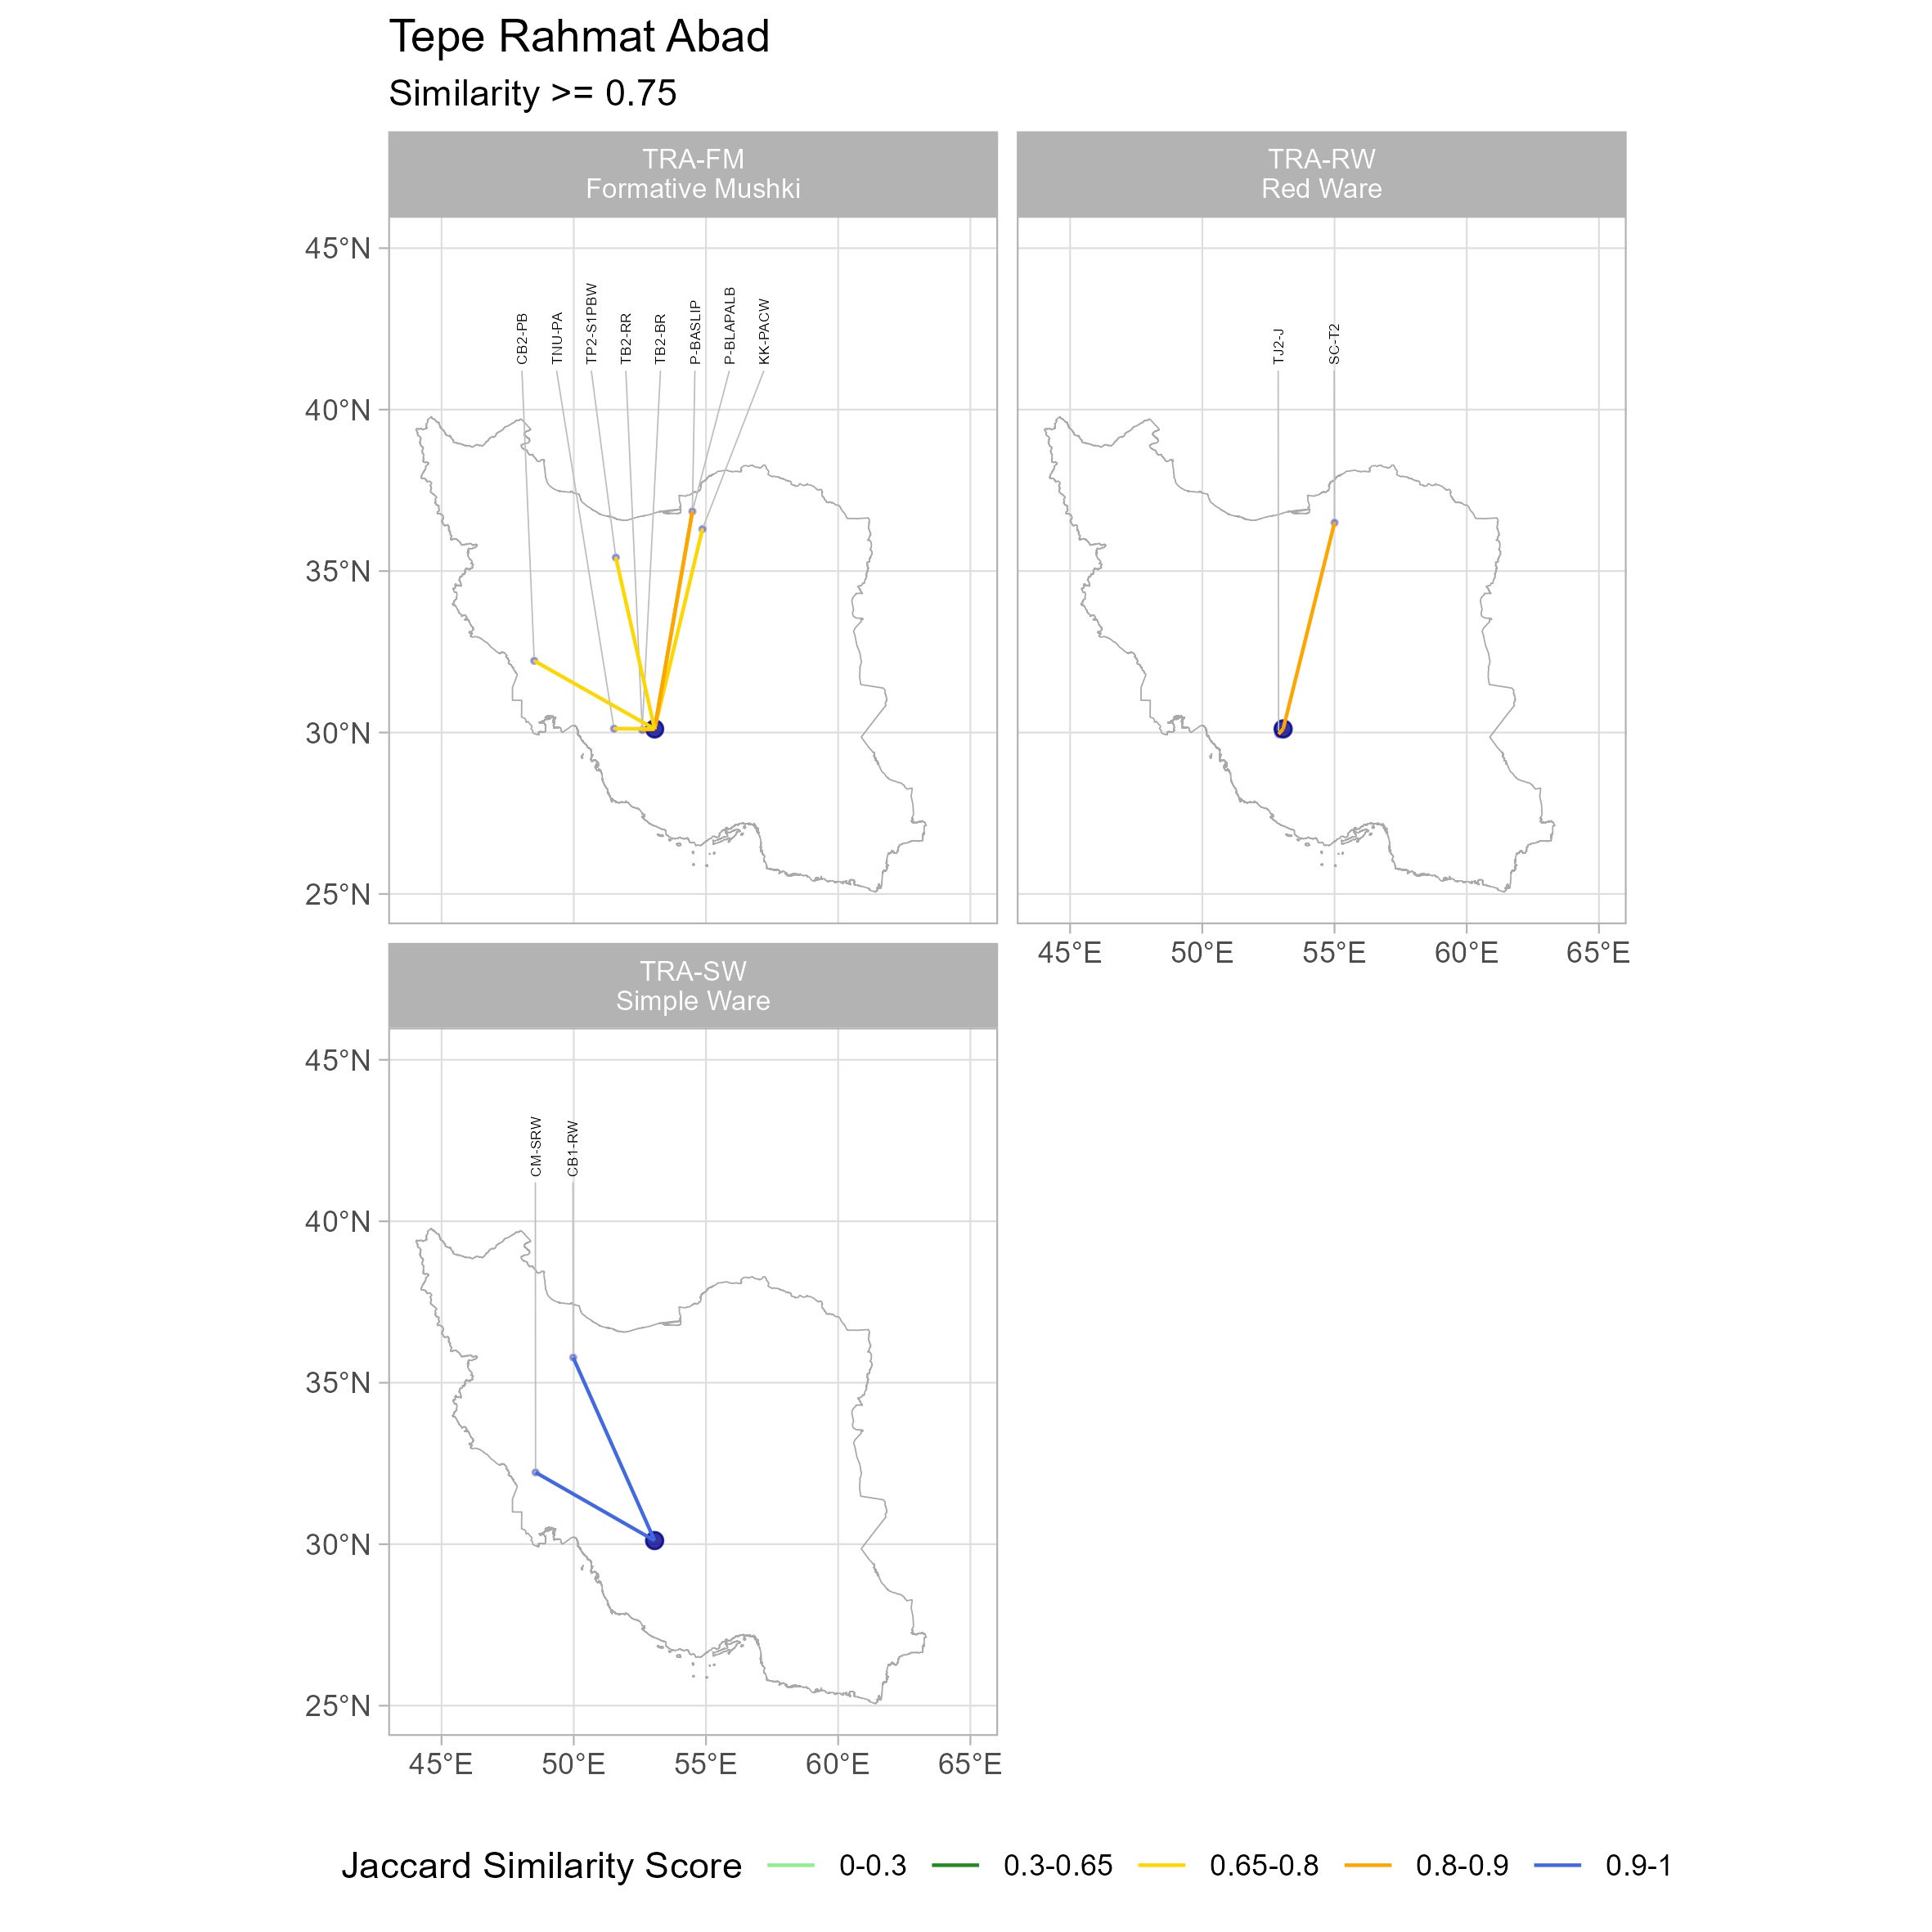 Tepe Rahmat Abad
Similarity >= 0.75
TRA-FM
Formative Mushki
TRA-RW
Red Ware
45°N
40°N
35°N
30°N
25°N
CB2-PB
TNU-PA
TP2-S1PBW
TB2-RR
TB2-BR
P-BASLIP
P-BLAPALB
KK-PACW
TJ2-J
SC-T2
45°E 50°E 55°E 60°E 65°E
TRA-SW
Simple Ware
45°N
40°N
35°N
30°N
25°N
CM-SRW
CB1-RW
45°E 50°E 55°E 60°E 65°E
Jaccard Similarity Score 0-0.3 0.3-0.65 0.65-0.8 0.8-0.9 0.9-1